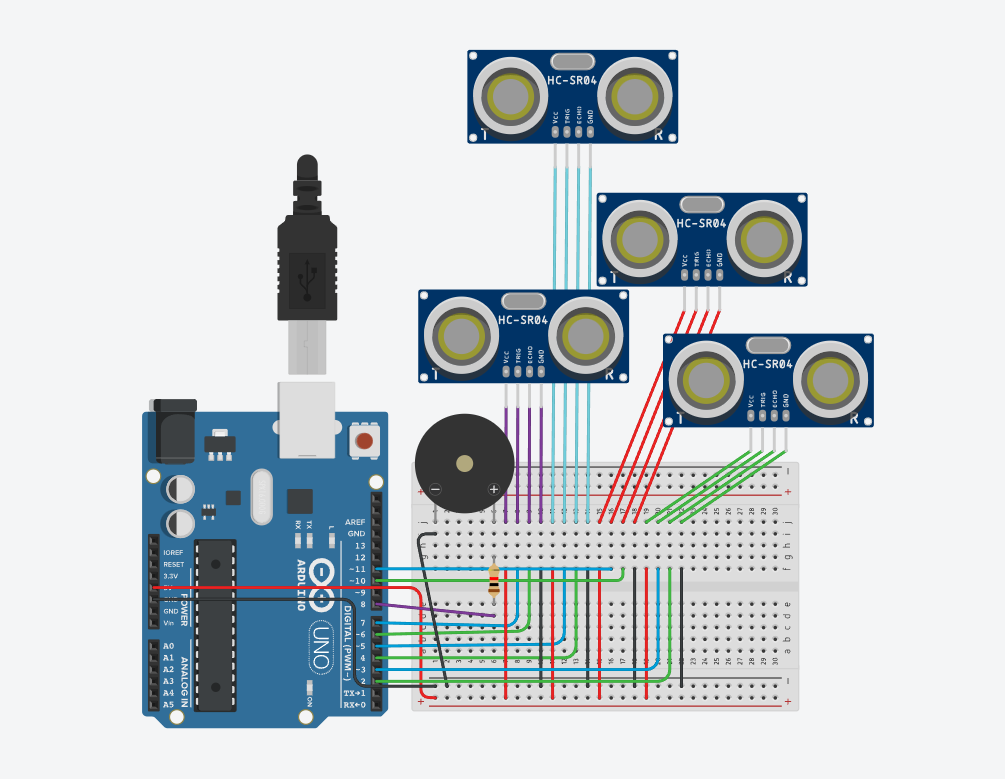 HC-SR04
VCC TRIG ECHO GND
T R
HC-SR04
VCC TRIG ECHO GND
T R
HC-SR04
VCC TRIG ECHO GND
T R
HC-SR04
VCC TRIG ECHO GND
T R
- +
AREF
GND
13
12
~11
~10
~9
8
7
~6
~5
4
~3
2
TX→1
RX←0
IOREF
RESET
3.3V
GND
Vin
A0
A1
A2
A3
A4
A5
POWER
ANALOG IN
DIGITAL (PWM~)
ARDUINO
UNO
RX
TX
L
ON
j
i
h
g
f
e
d
c
b
a
- +